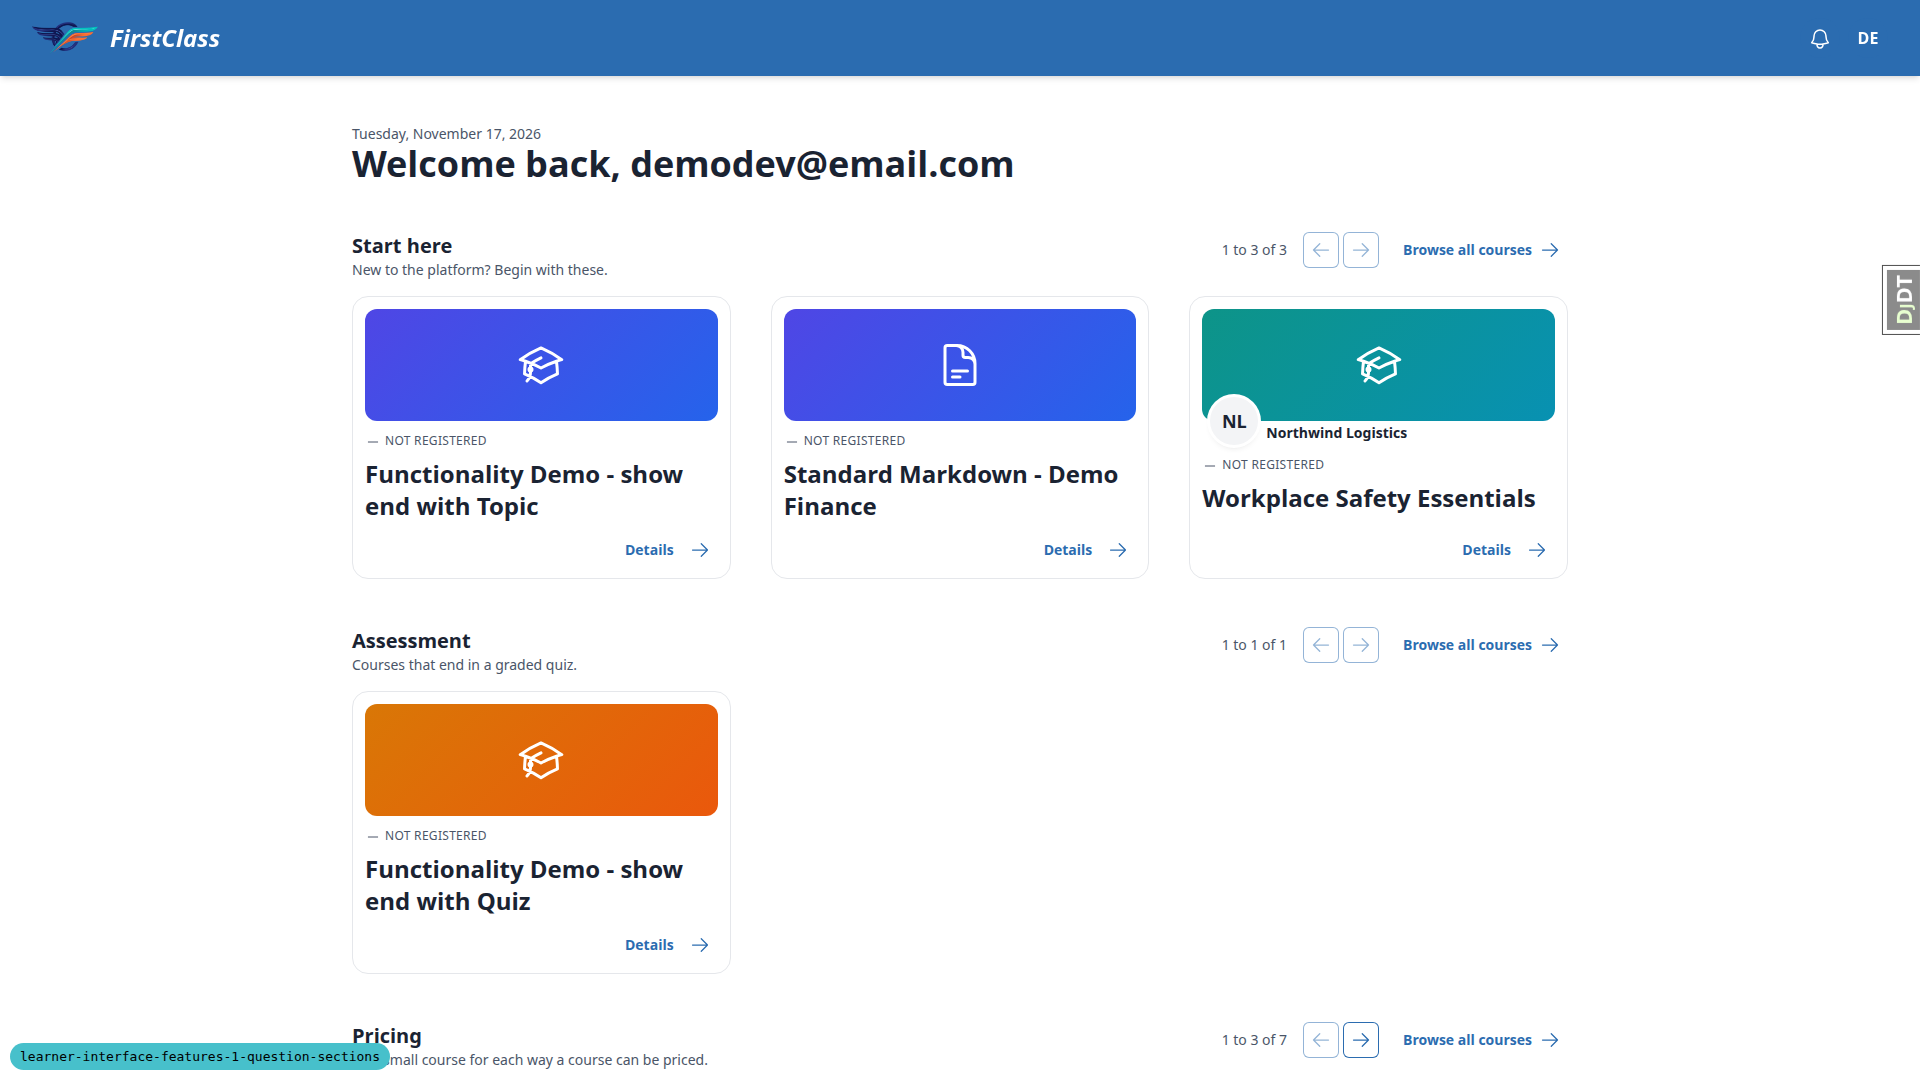 FirstClass
DE
Tuesday, November 17, 2026
Welcome back, demodev@email.com
Start here
New to the platform? Begin with these.
1 to 3 of 3
Browse all courses
NOT REGISTERED
Functionality Demo - show
end with Topic
Details
NOT REGISTERED
Standard Markdown - Demo
Finance
Details
NL
Northwind Logistics
NOT REGISTERED
Workplace Safety Essentials
Details
DJDT
Assessment
Courses that end in a graded quiz.
1 to 1 of 1
Browse all courses
NOT REGISTERED
Functionality Demo - show
end with Quiz
Details
Pricing
small course for each way a course can be priced.
1 to 3 of 7
Browse all courses
learner-interface-features-1-question-sections